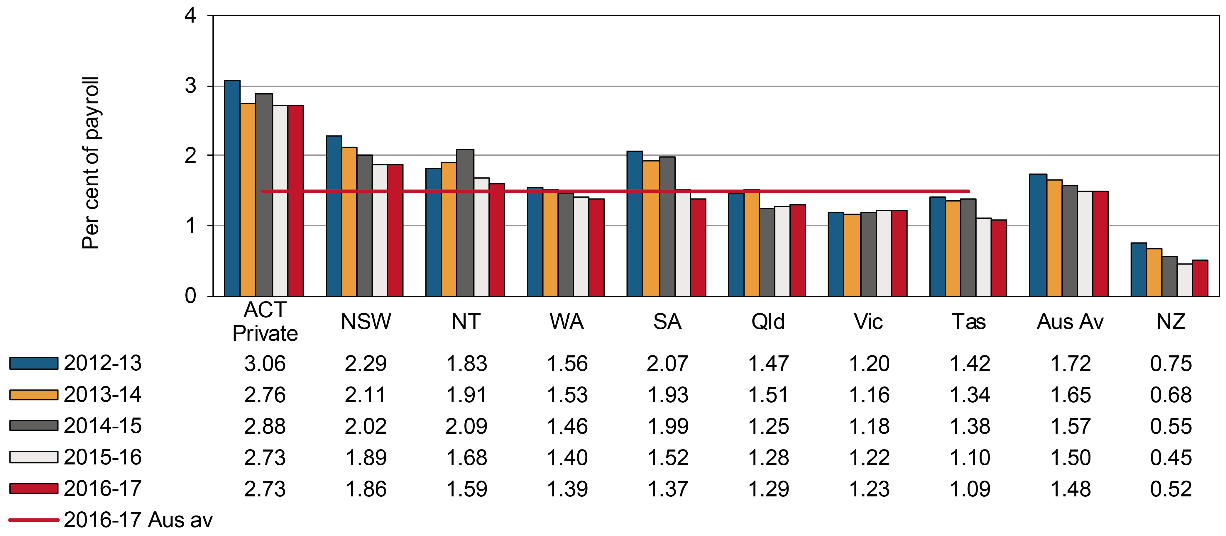 Per cent of payroll
4
3
2
1
0
ACT Private NSW NT WA SA Qld Vic Tas Aus Av NZ
2012-13 3.06 2.29 1.83 1.56 2.07 1.47 1.20 1.42 1.72 0.75
2013-14 2.76 2.11 1.91 1.53 1.93 1.51 1.16 1.34 1.65 0.68
2014-15 2.88 2.02 2.09 1.46 1.99 1.25 1.18 1.38 1.57 0.55
2015-16 2.73 1.89 1.68 1.40 1.52 1.28 1.22 1.10 1.50 0.45
2016-17 2.73 1.86 1.59 1.39 1.37 1.29 1.23 1.09 1.48 0.52
2016-17 Aus av